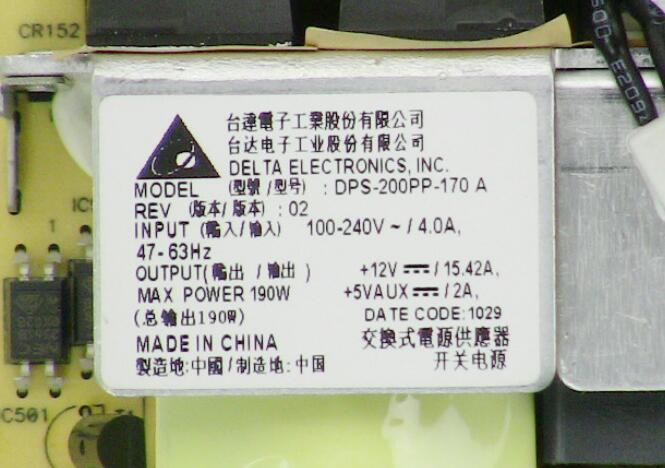 CR152
台達電子工業股份有限公司
台达电子工业股份有限公司
DELTA ELECTRONICS, INC.
MODEL (型號/型号) : DPS-200PP-170 A
REV (版本/版本) : 02
INPUT (輸入/输入) 100-240V ~ / 4.0A,
47-63Hz
OUTPUT(輸出 / 输出 ) +12V ⎓ / 15.42A,
MAX POWER 190W +5VAUX ⎓ / 2A,
(总输出190W) DATE CODE: 1029
MADE IN CHINA 交換式電源供應器
製造地:中國/制造地: 中国 开关电源
1
C501